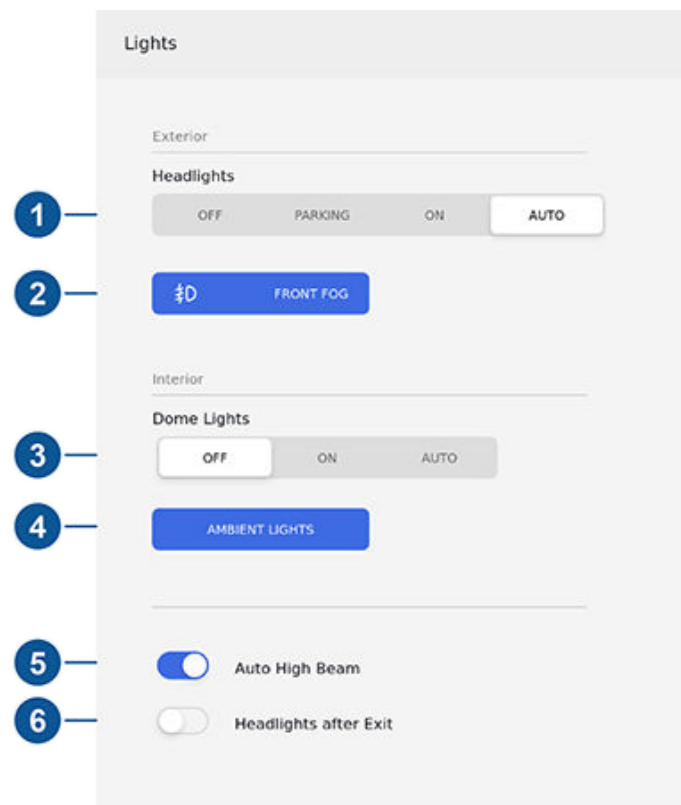 Lights
Exterior
Headlights
1 OFF PARKING ON AUTO
2 FRONT FOG
Interior
Dome Lights
3 OFF ON AUTO
4 AMBIENT LIGHTS
5 Auto High Beam
6 Headlights after Exit